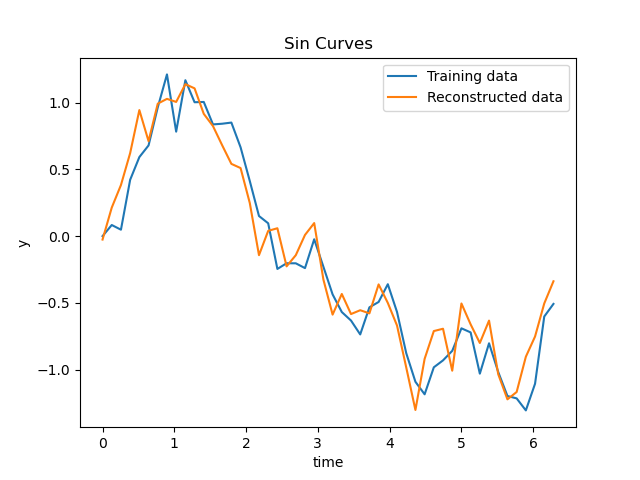 Sin Curves
Training data
Reconstructed data
1.0
0.5
0.0
−0.5
−1.0
y
0 1 2 3 4 5 6
time